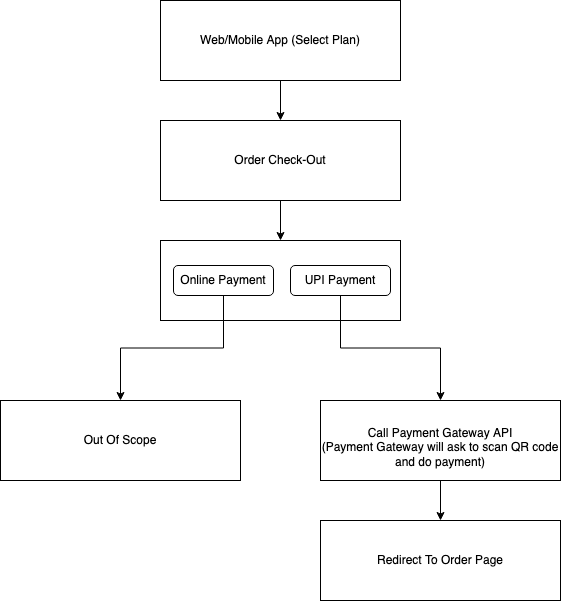 Web/Mobile App (Select Plan)
Order Check-Out
Online Payment
UPI Payment
Out Of Scope
Call Payment Gateway API
(Payment Gateway will ask to scan QR code
and do payment)
Redirect To Order Page